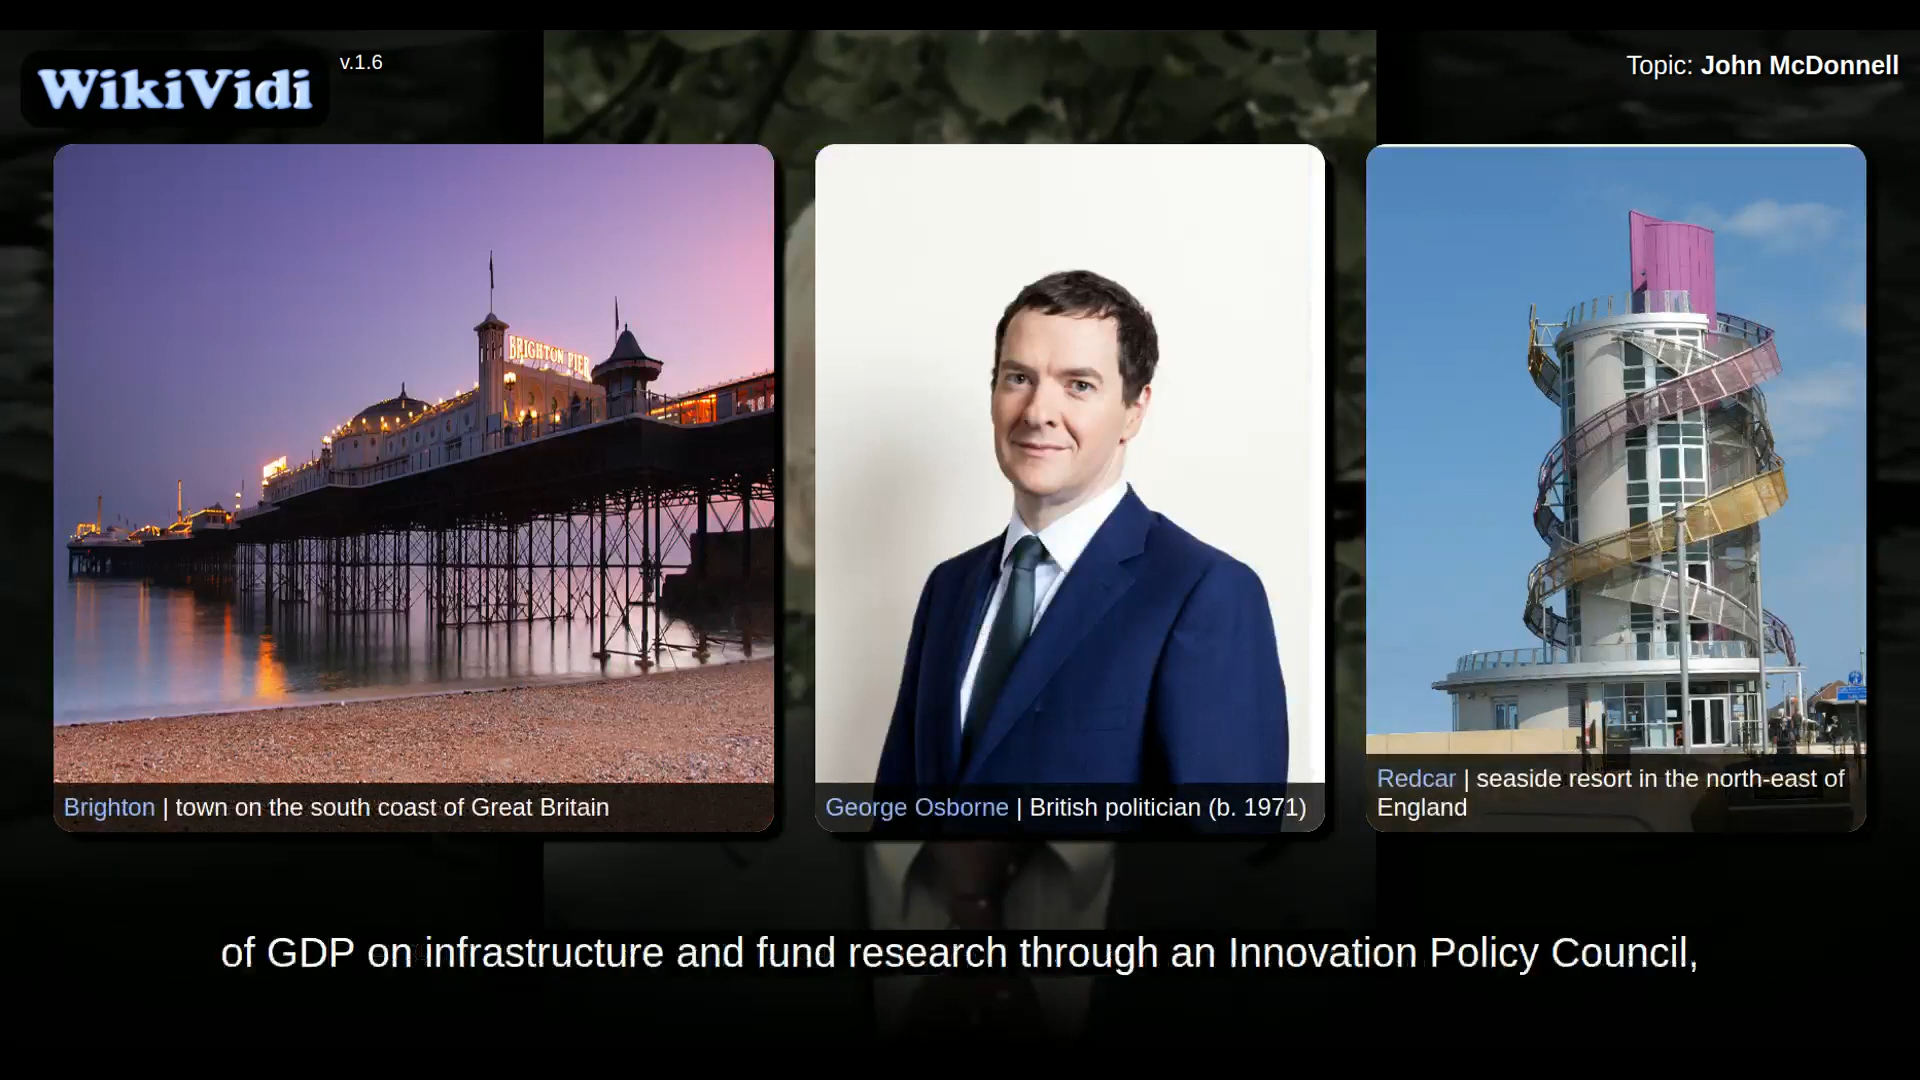 WikiVidi
v.1.6
Topic: John McDonnell
BRIGHTON PIER
Brighton | town on the south coast of Great Britain
George Osborne | British politician (b. 1971)
Redcar | seaside resort in the north-east of
England
of GDP on infrastructure and fund research through an Innovation Policy Council,